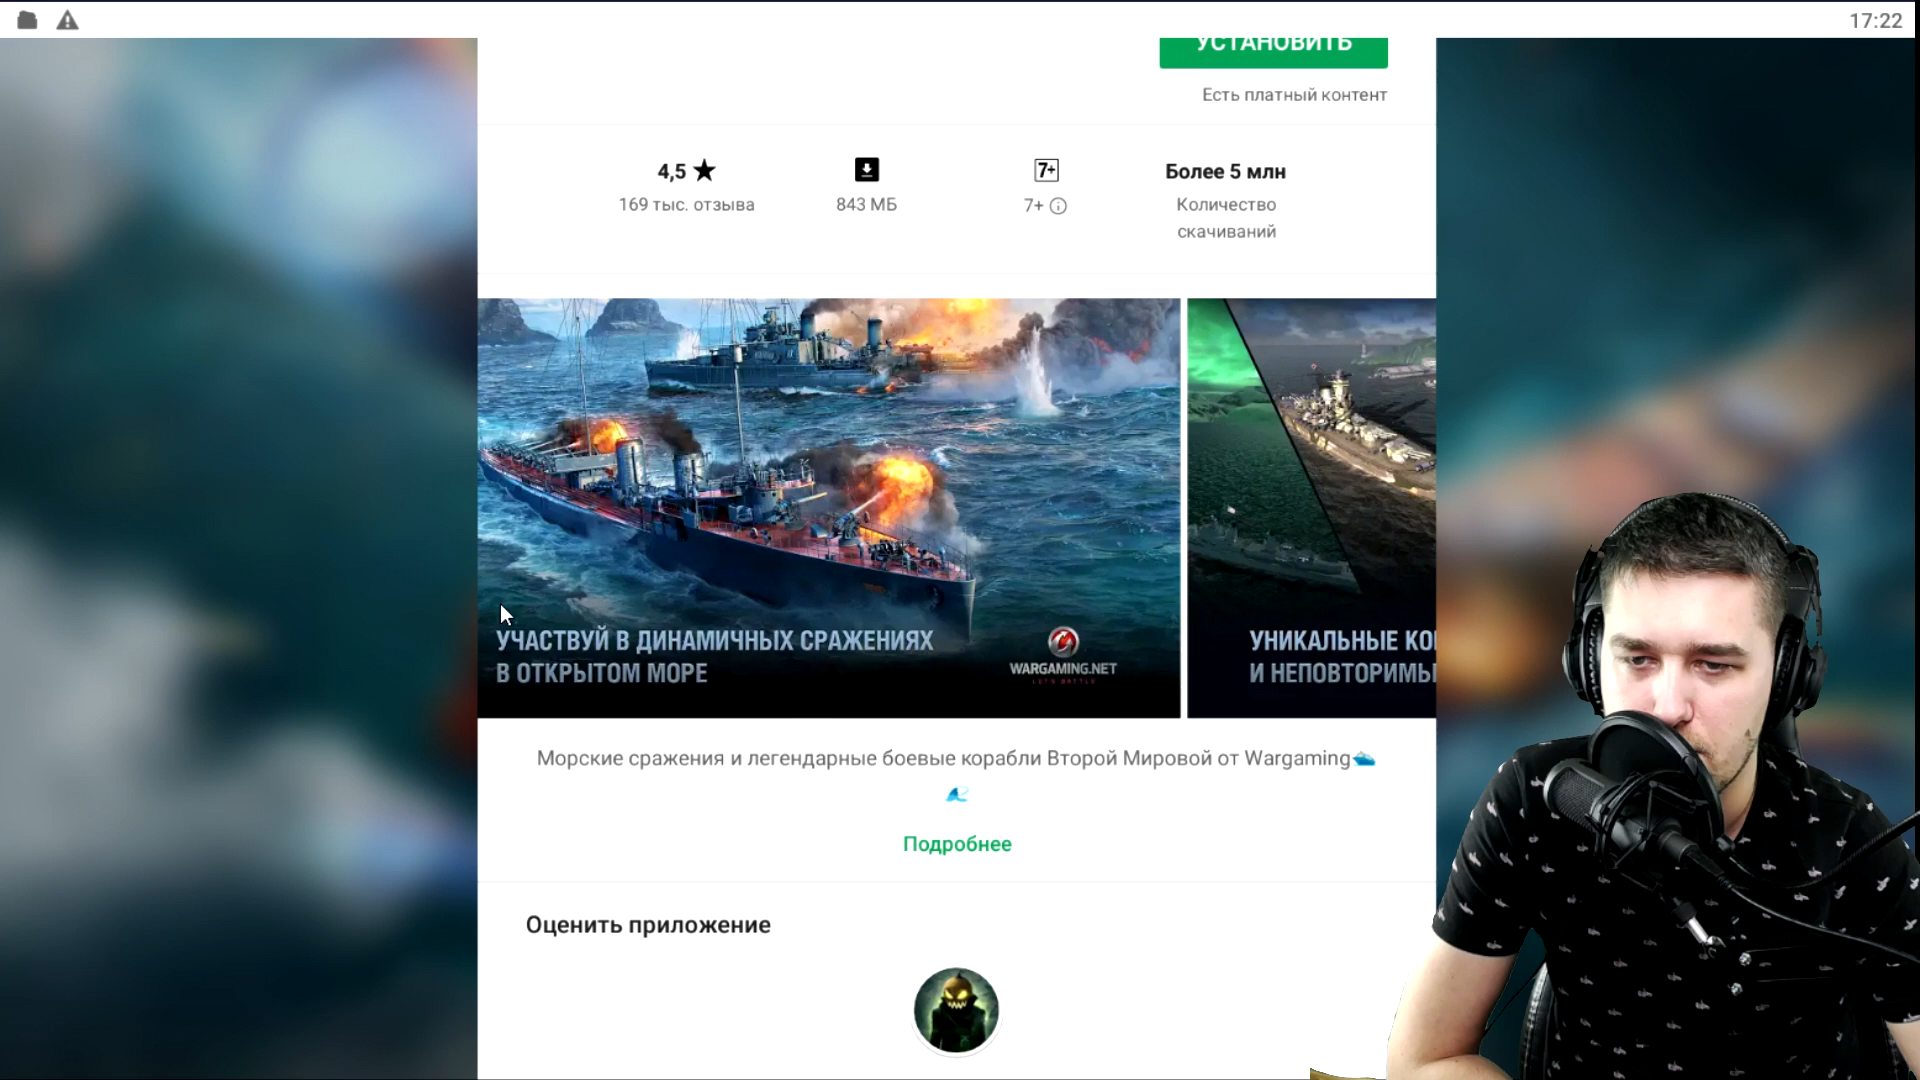 17:22
УСТАНОВИТЬ
Есть платный контент
4,5 ★
169 тыс. отзыва
843 МБ
7+
7+
Более 5 млн
Количество
скачиваний
УЧАСТВУЙ В ДИНАМИЧНЫХ СРАЖЕНИЯХ
В ОТКРЫТОМ МОРЕ
WARGAMING.NET
LET'S BATTLE
УНИКАЛЬНЫЕ КО
И НЕПОВТОРИМЫ
Морские сражения и легендарные боевые корабли Второй Мировой от Wargaming🚢
🌊
Подробнее
Оценить приложение